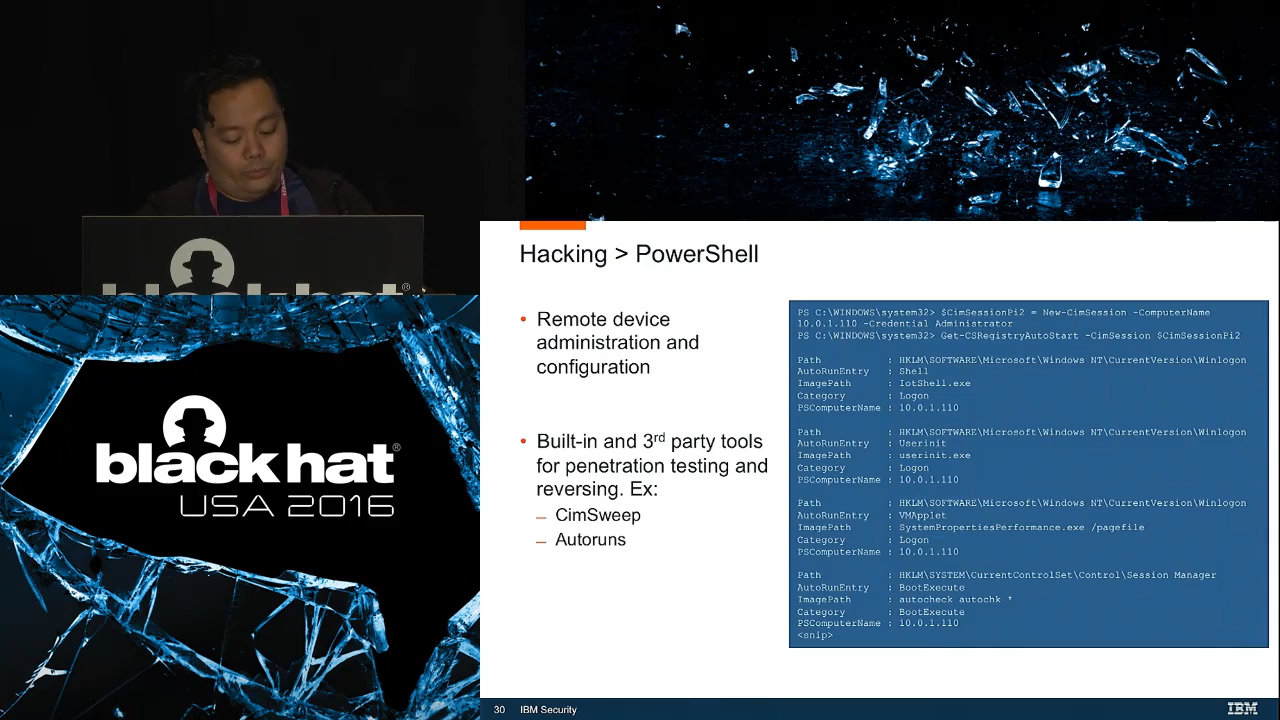 black hat®
black hat®
USA 2016
Hacking > PowerShell
• Remote device
administration and
configuration
• Built-in and 3rd party tools
for penetration testing and
reversing. Ex:
– CimSweep
– Autoruns
PS C:\WINDOWS\system32> $CimSessionPi2 = New-CimSession -ComputerName
10.0.1.110 -Credential Administrator
PS C:\WINDOWS\system32> Get-CSRegistryAutoStart -CimSession $CimSessionPi2
Path : HKLM\SOFTWARE\Microsoft\Windows NT\CurrentVersion\Winlogon
AutoRunEntry : Shell
ImagePath : IotShell.exe
Category : Logon
PSComputerName : 10.0.1.110
Path : HKLM\SOFTWARE\Microsoft\Windows NT\CurrentVersion\Winlogon
AutoRunEntry : Userinit
ImagePath : userinit.exe
Category : Logon
PSComputerName : 10.0.1.110
Path : HKLM\SOFTWARE\Microsoft\Windows NT\CurrentVersion\Winlogon
AutoRunEntry : VMApplet
ImagePath : SystemPropertiesPerformance.exe /pagefile
Category : Logon
PSComputerName : 10.0.1.110
Path : HKLM\SYSTEM\CurrentControlSet\Control\Session Manager
AutoRunEntry : BootExecute
ImagePath : autocheck autochk *
Category : BootExecute
PSComputerName : 10.0.1.110
<snip>
30 IBM Security
IBM